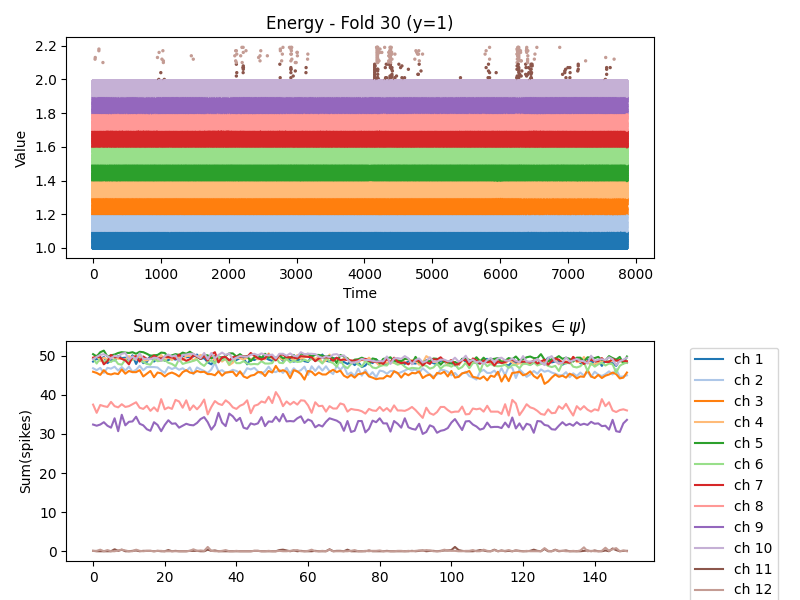 Energy - Fold 30 (y=1)
Value
2.2
2.0
1.8
1.6
1.4
1.2
1.0
0 1000 2000 3000 4000 5000 6000 7000 8000
Time
Sum over timewindow of 100 steps of avg(spikes ∈ψ)
Sum(spikes)
50
40
30
20
10
0
0 20 40 60 80 100 120 140
ch 1
ch 2
ch 3
ch 4
ch 5
ch 6
ch 7
ch 8
ch 9
ch 10
ch 11
ch 12